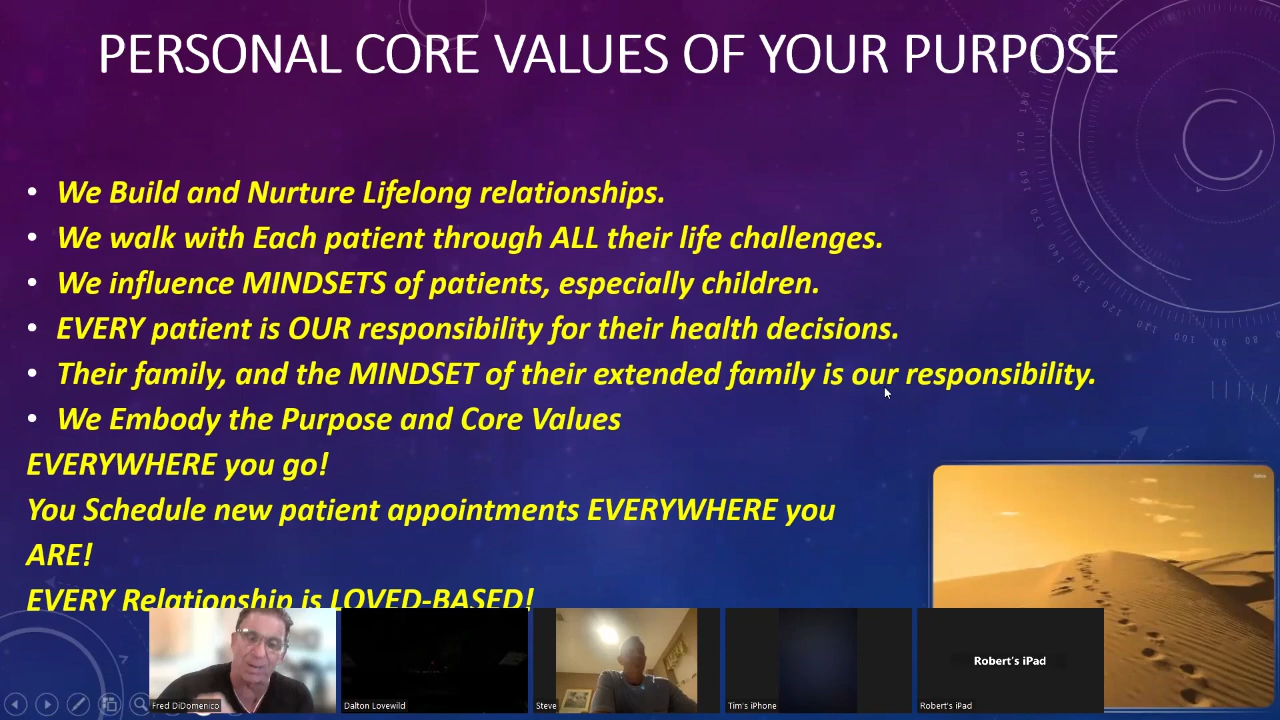 PERSONAL CORE VALUES OF YOUR PURPOSE
• We Build and Nurture Lifelong relationships.
• We walk with Each patient through ALL their life challenges.
• We influence MINDSETS of patients, especially children.
• EVERY patient is OUR responsibility for their health decisions.
• Their family, and the MINDSET of their extended family is our responsibility.
• We Embody the Purpose and Core Values
EVERYWHERE you go!
You Schedule new patient appointments EVERYWHERE you
ARE!
EVERY Relationship is LOVED-BASED!
Robert's iPad
Fred DiDomenico
Dalton Lovewild
Steve
Tim's iPhone
Robert's iPad